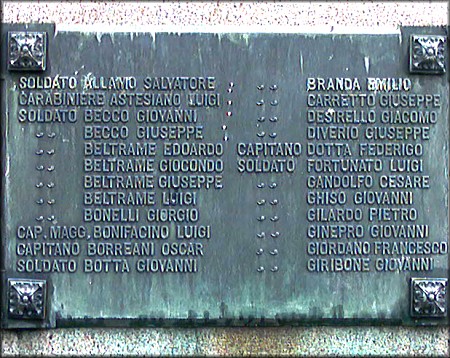 SOLDATO ALLAMO SALVATORE
CARABINIERE ASTESIANO LUIGI
SOLDATO BECCO GIOVANNI
" " BECCO GIUSEPPE
" " BELTRAME EDOARDO
" " BELTRAME GIOCONDO
" " BELTRAME GIUSEPPE
" " BELTRAME LUIGI
" " BONELLI GIORGIO
CAP. MAGG. BONIFACINO LUIGI
CAPITANO BORREANI OSCAR
SOLDATO BOTTA GIOVANNI
" " BRANDA EMILIO
" " CARRETTO GIUSEPPE
" " DESTRELLO GIACOMO
" " DIVERIO GIUSEPPE
CAPITANO DOTTA FEDERIGO
SOLDATO FORTUNATO LUIGI
" " GANDOLFO CESARE
" " GHISO GIOVANNI
" " GILARDO PIETRO
" " GINEPRO GIOVANNI
" " GIORDANO FRANCESCO
" " GIRIBONE GIOVANNI